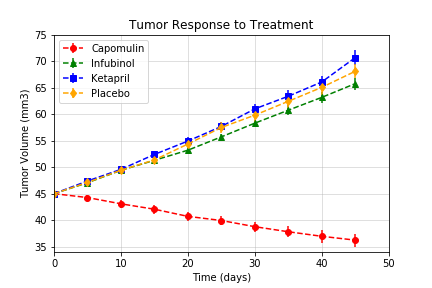 Tumor Response to Treatment
75
70
65
60
55
50
45
40
35
Tumor Volume (mm3)
Capomulin
Infubinol
Ketapril
Placebo
0 10 20 30 40 50
Time (days)